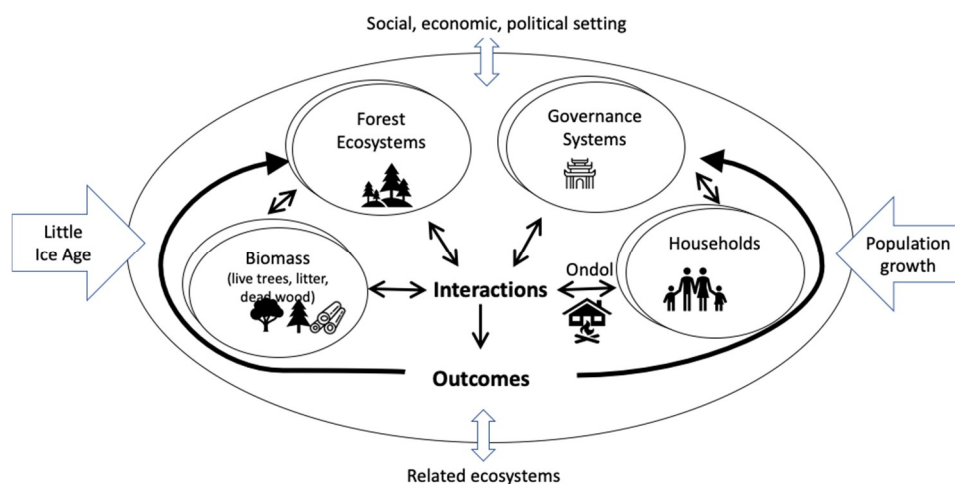 Social, economic, political setting
Forest
Ecosystems
Governance
Systems
Little
Ice Age
Biomass
(live trees, litter,
dead wood)
Interactions
Ondol
Households
Population
growth
Outcomes
Related ecosystems